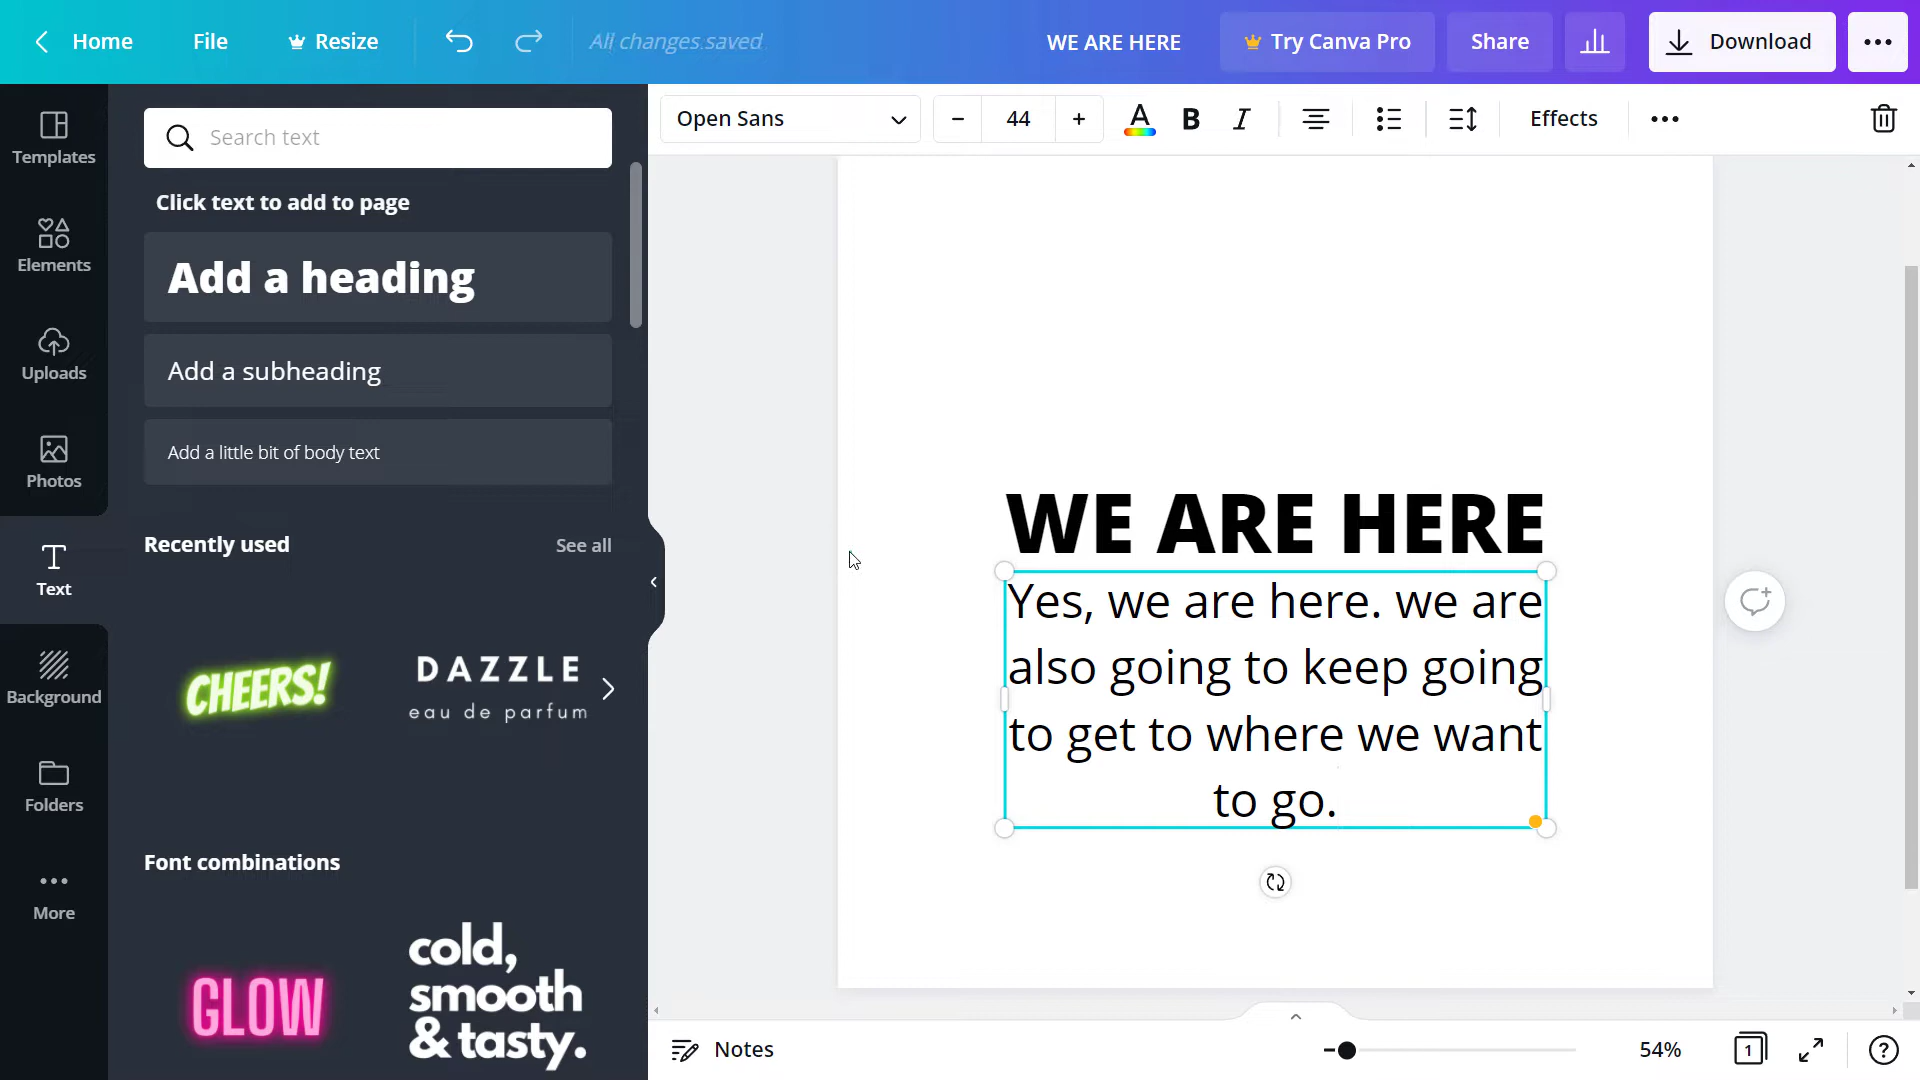 Home File Resize All changes saved WE ARE HERE Try Canva Pro Share Download
Templates
Elements
Uploads
Photos
Text
Background
Folders
More
Search text
Click text to add to page
Add a heading
Add a subheading
Add a little bit of body text
Recently used See all
CHEERS!
DAZZLE
eau de parfum
Font combinations
GLOW
cold,
smooth
& tasty.
Open Sans 44 A B I Effects
WE ARE HERE
Yes, we are here. we are
also going to keep going
to get to where we want
to go.
Notes 54% 1 ?